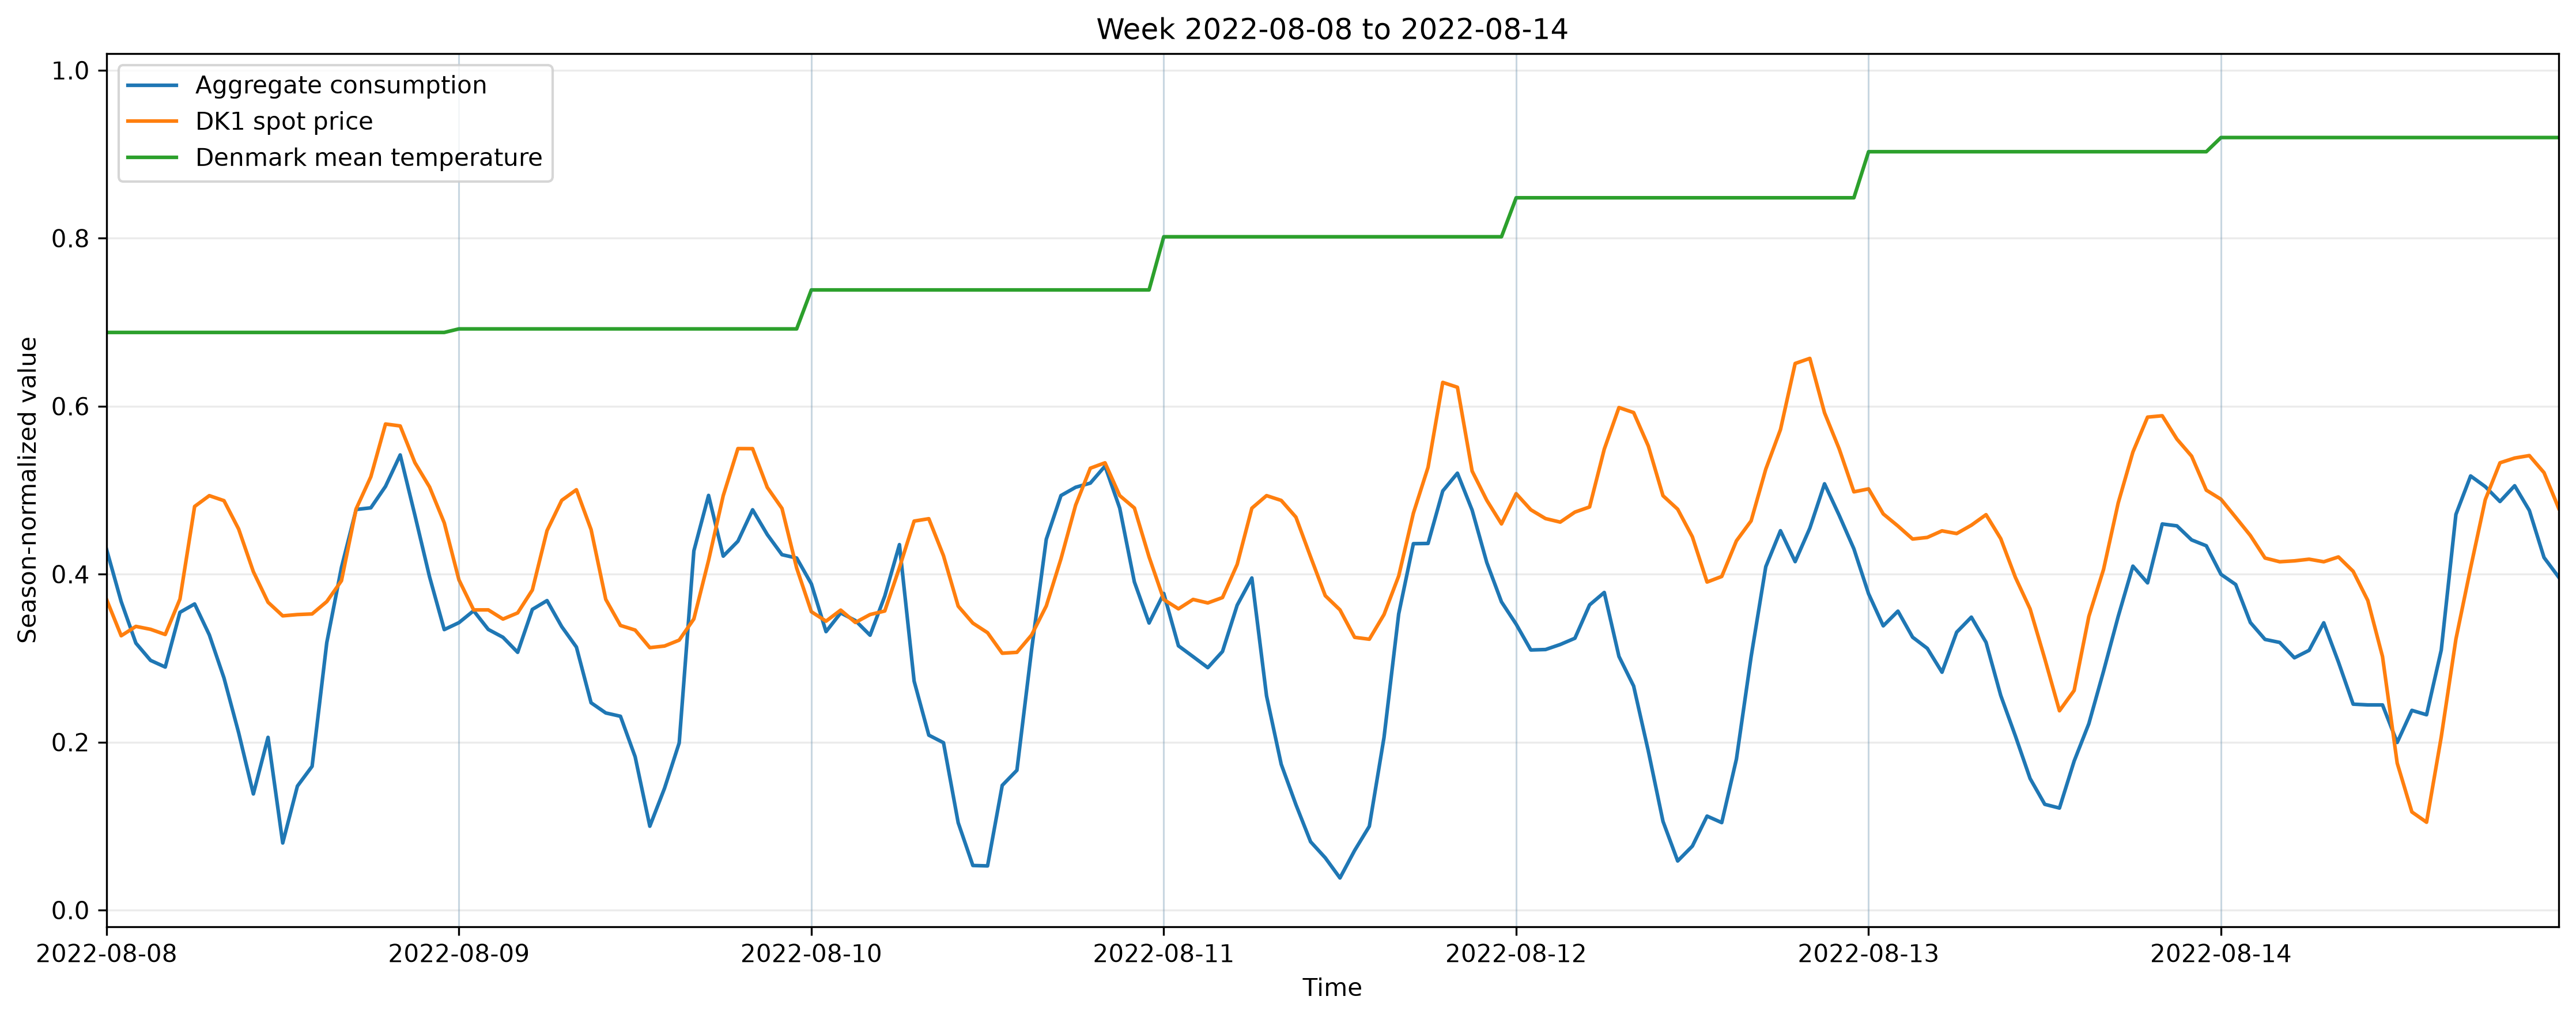 Week 2022-08-08 to 2022-08-14
Aggregate consumption
DK1 spot price
Denmark mean temperature
Season-normalized value
1.0
0.8
0.6
0.4
0.2
0.0
2022-08-08 2022-08-09 2022-08-10 2022-08-11 2022-08-12 2022-08-13 2022-08-14
Time